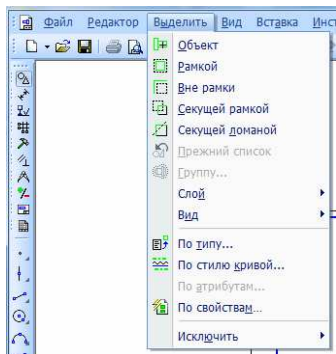 Файл Редактор Выделить Вид Вставка Инс
Объект
Рамкой
Вне рамки
Секущей рамкой
Секущей ломаной
Прежний список
Группу...
Слой
Вид
По типу...
По стилю кривой...
По атрибутам...
По свойствам...
Исключить